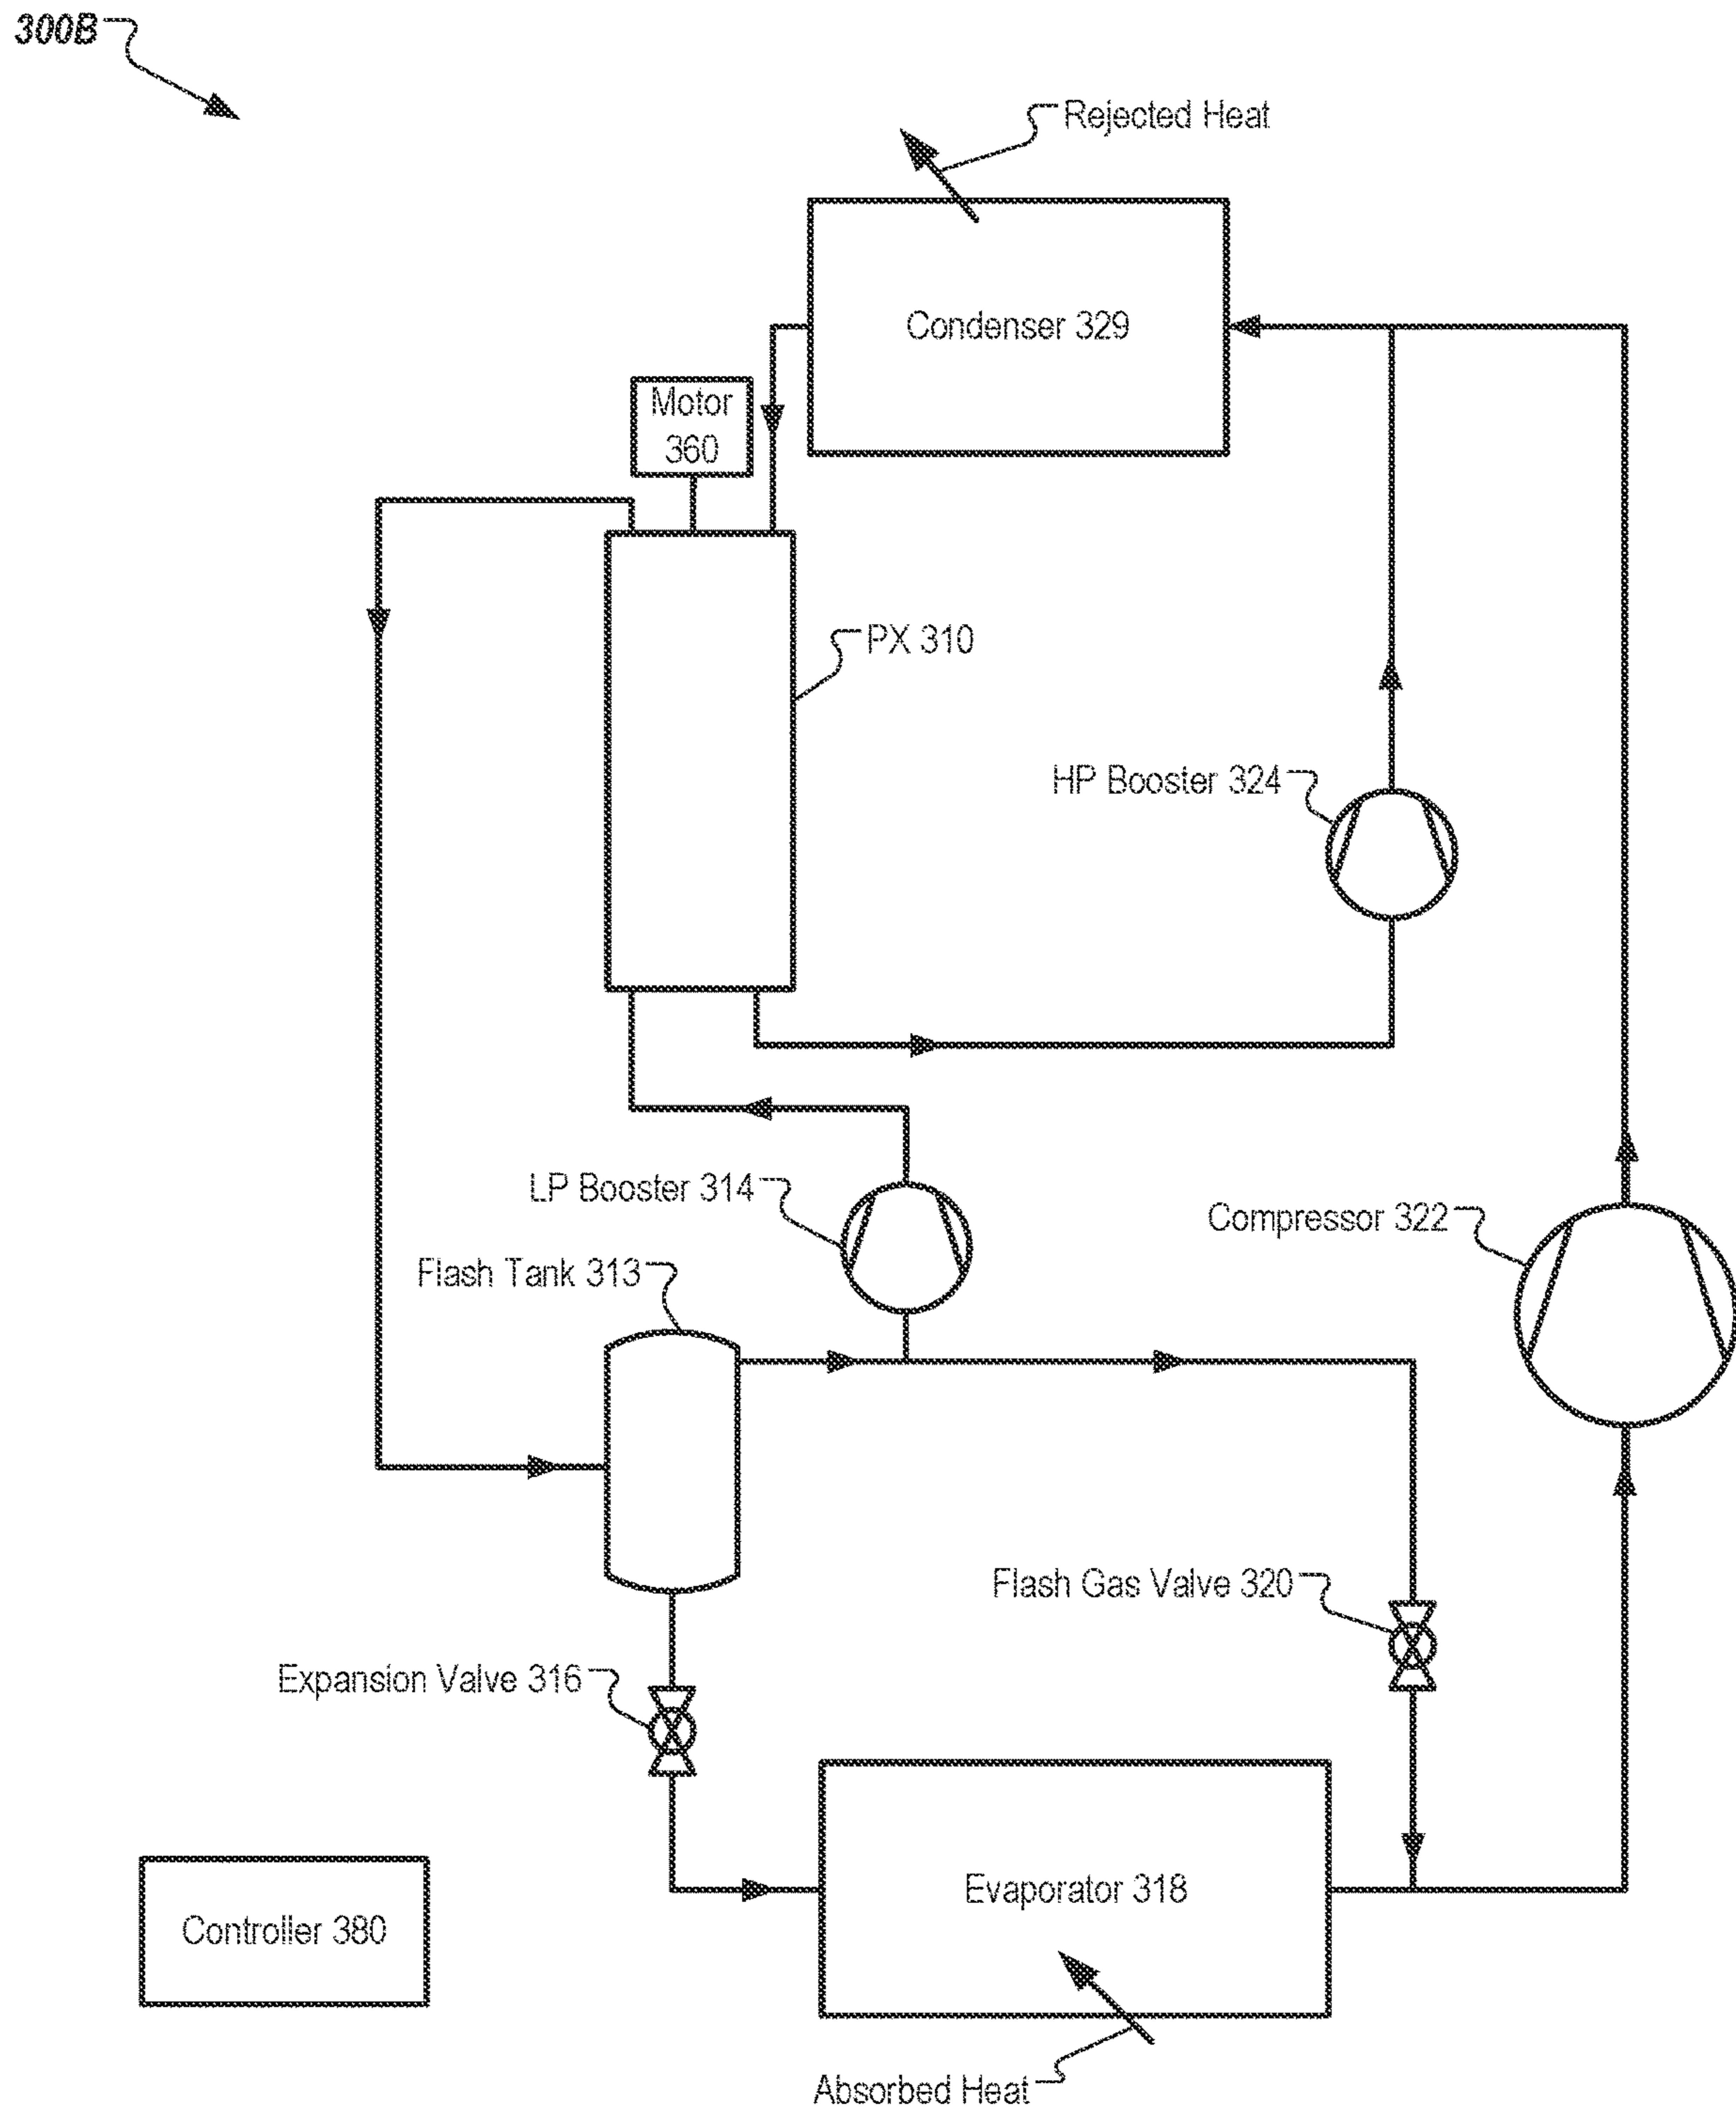 300B
Rejected Heat
Condenser 329
Motor
360
PX 310
HP Booster 324
LP Booster 314
Compressor 322
Flash Tank 313
Flash Gas Valve 320
Expansion Valve 316
Evaporator 318
Controller 380
Absorbed Heat